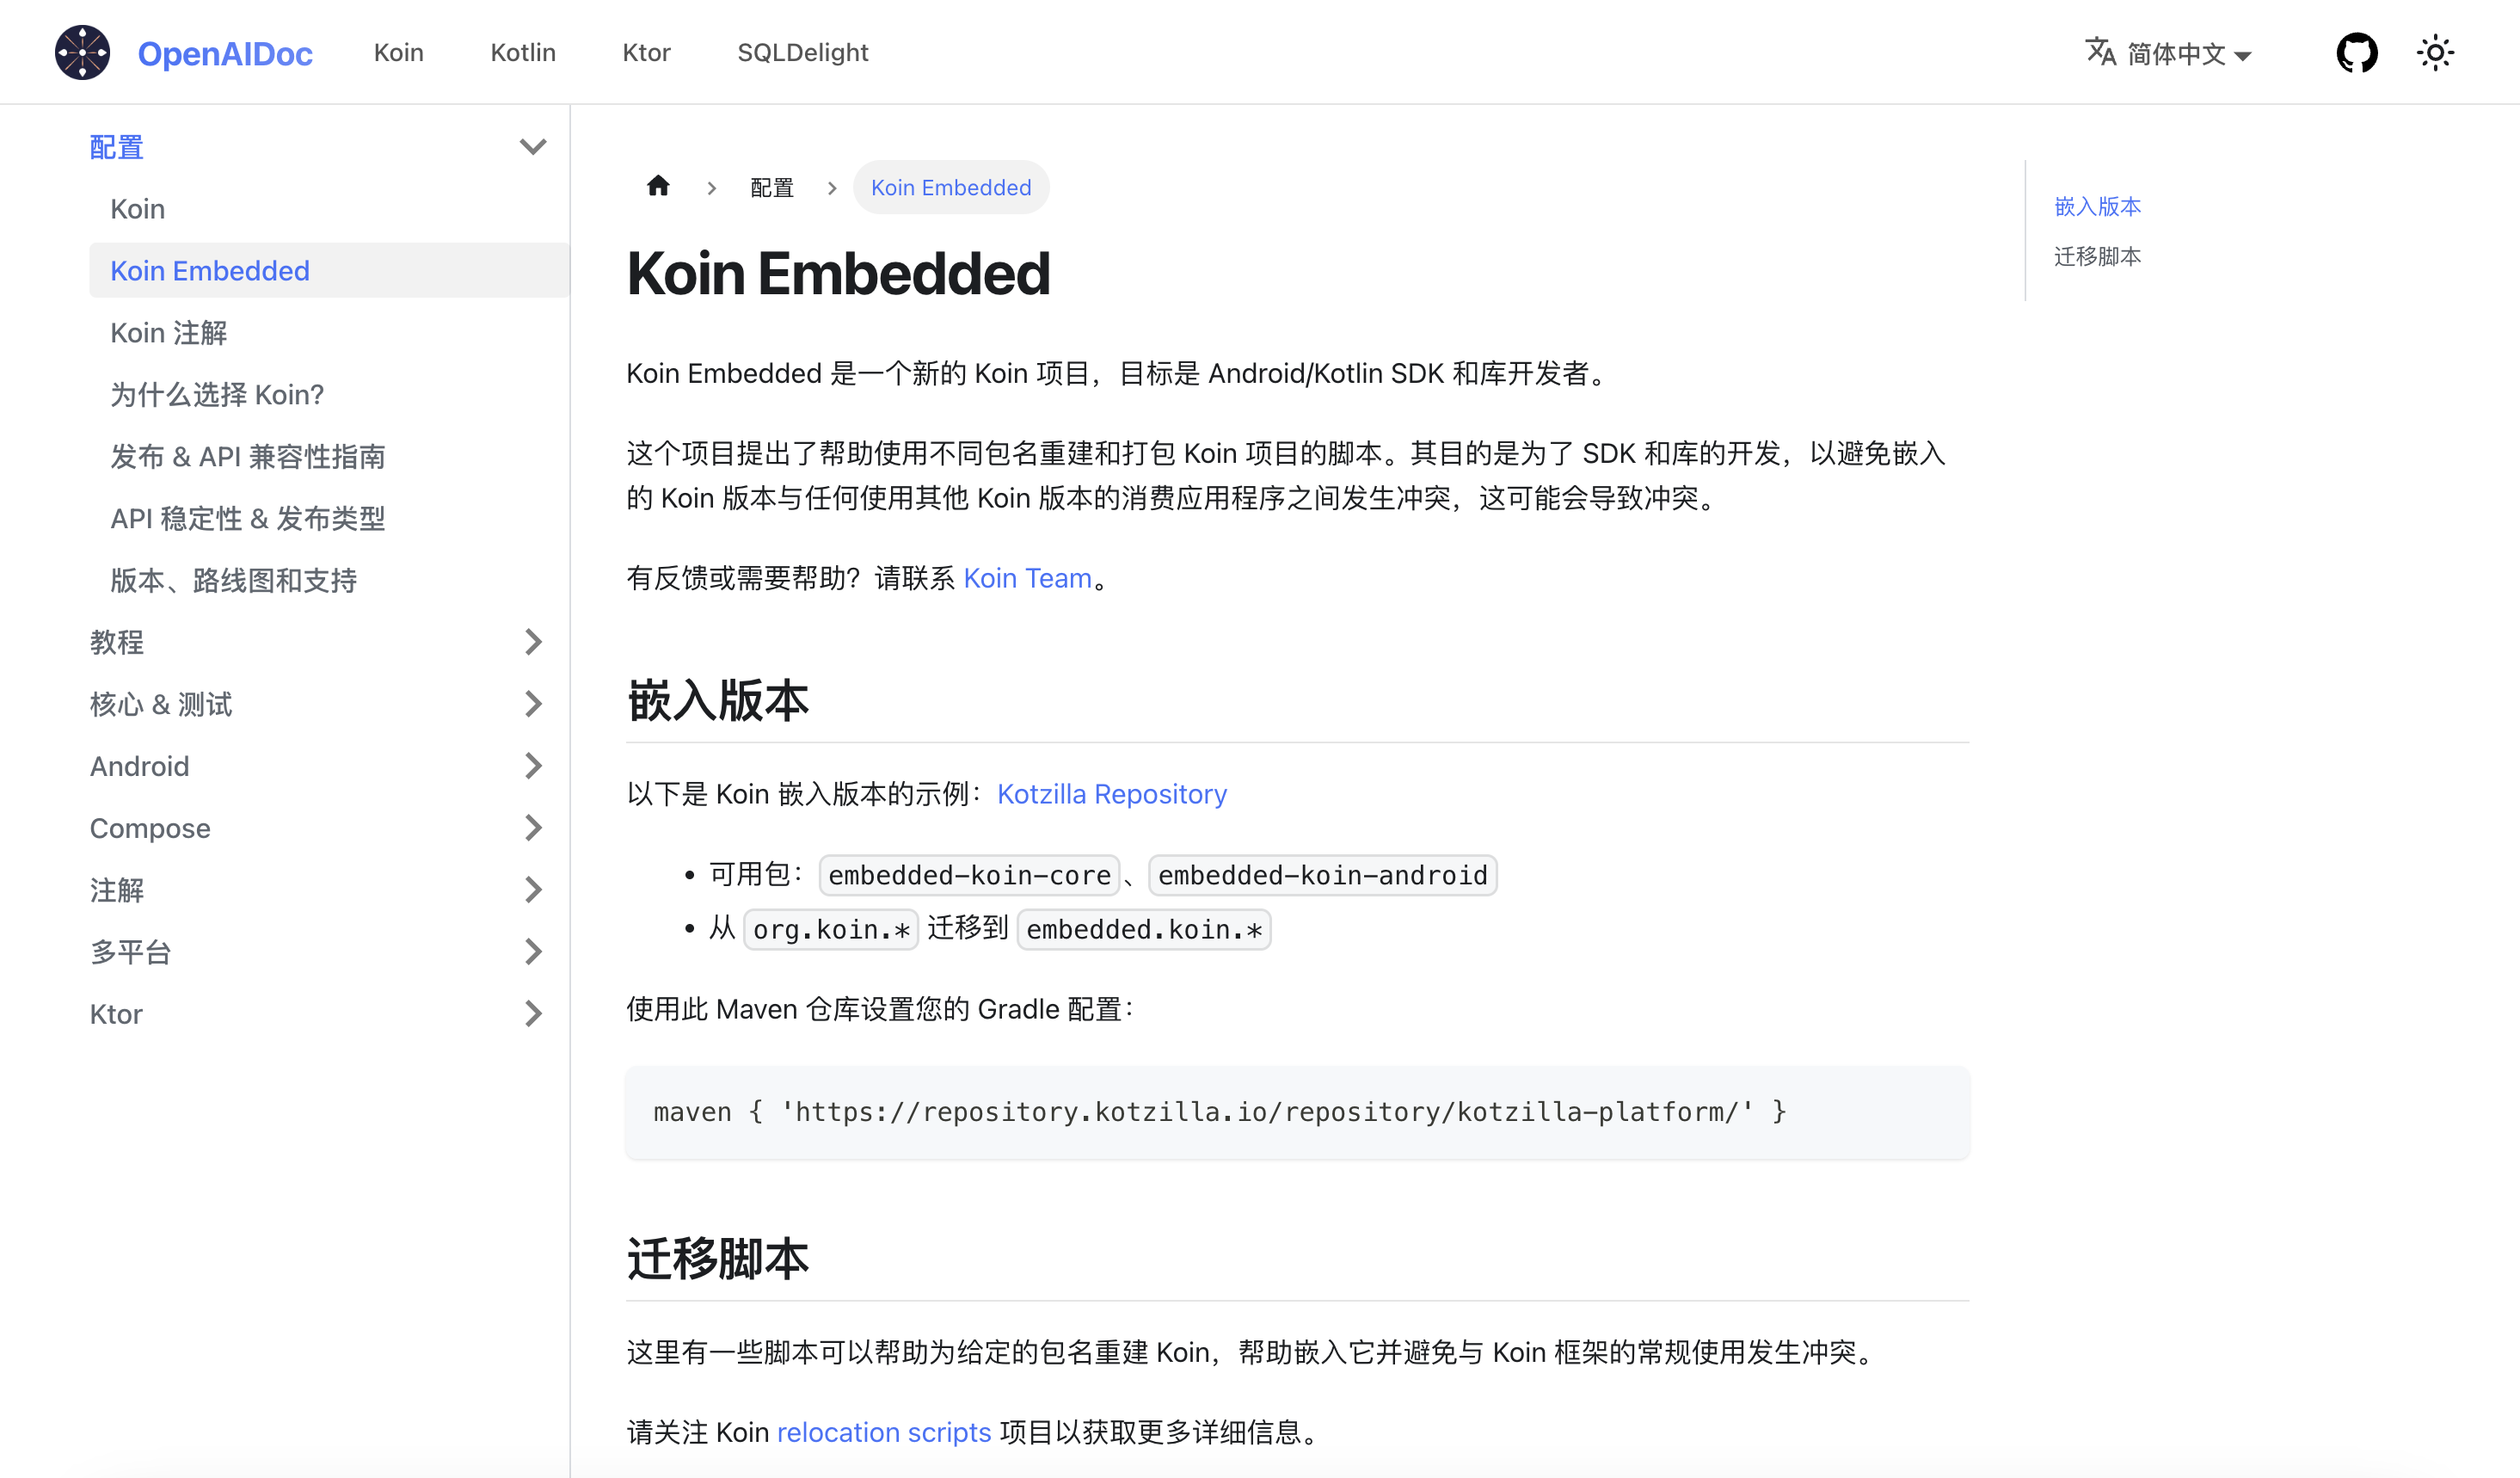 OpenAIDoc
Koin
Kotlin
Ktor
SQLDelight
简体中文
配置
Koin
Koin Embedded
Koin 注解
为什么选择 Koin?
发布 & API 兼容性指南
API 稳定性 & 发布类型
版本、路线图和支持
教程
核心 & 测试
Android
Compose
注解
多平台
Ktor
配置
Koin Embedded
Koin Embedded
Koin Embedded 是一个新的 Koin 项目，目标是 Android/Kotlin SDK 和库开发者。
这个项目提出了帮助使用不同包名重建和打包 Koin 项目的脚本。其目的是为了 SDK 和库的开发，以避免嵌入
的 Koin 版本与任何使用其他 Koin 版本的消费应用程序之间发生冲突，这可能会导致冲突。
有反馈或需要帮助？请联系 Koin Team。
嵌入版本
以下是 Koin 嵌入版本的示例：Kotzilla Repository
• 可用包：embedded-koin-core、embedded-koin-android
• 从 org.koin.* 迁移到 embedded.koin.*
使用此 Maven 仓库设置您的 Gradle 配置：
maven { 'https://repository.kotzilla.io/repository/kotzilla-platform/' }
迁移脚本
这里有一些脚本可以帮助为给定的包名重建 Koin，帮助嵌入它并避免与 Koin 框架的常规使用发生冲突。
请关注 Koin relocation scripts 项目以获取更多详细信息。
嵌入版本
迁移脚本